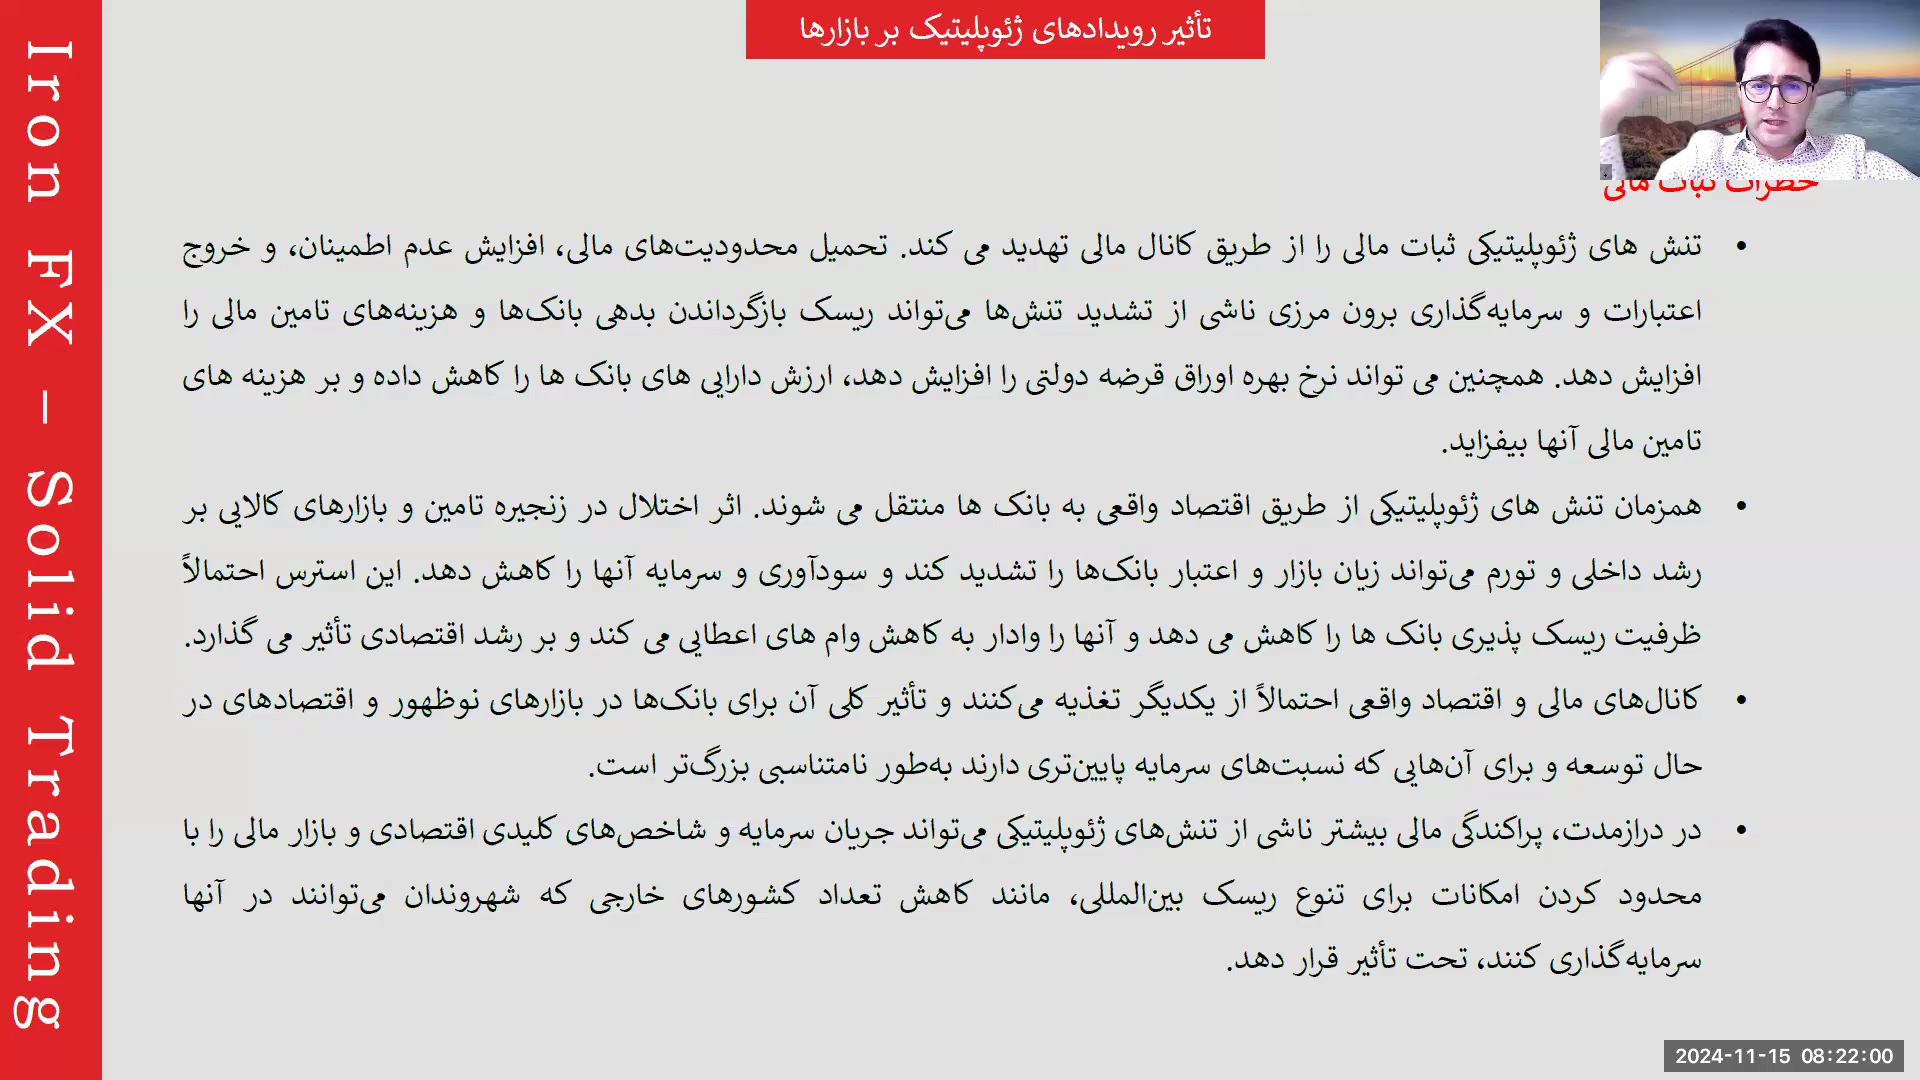 تأثیر رویدادهای ژئوپلیتیک بر بازارها
خطرات ثبات مالی
• تنش های ژئوپلیتیکی ثبات مالی را از طریق کانال مالی تهدید می کند. تحمیل محدودیت‌های مالی، افزایش عدم اطمینان، و خروج
اعتبارات و سرمایه‌گذاری برون مرزی ناشی از تشدید تنش‌ها می‌تواند ریسک بازگرداندن بدهی بانک‌ها و هزینه‌های تامین مالی را
افزایش دهد. همچنین می تواند نرخ بهره اوراق قرضه دولتی را افزایش دهد، ارزش دارایی های بانک ها را کاهش داده و بر هزینه های
تامین مالی آنها بیفزاید.
• همزمان تنش های ژئوپلیتیکی از طریق اقتصاد واقعی به بانک ها منتقل می شوند. اثر اختلال در زنجیره تامین و بازارهای کالایی بر
رشد داخلی و تورم می‌تواند زیان بازار و اعتبار بانک‌ها را تشدید کند و سودآوری و سرمایه آنها را کاهش دهد. این استرس احتمالاً
ظرفیت ریسک پذیری بانک ها را کاهش می دهد و آنها را وادار به کاهش وام های اعطایی می کند و بر رشد اقتصادی تأثیر می گذارد.
• کانال‌های مالی و اقتصاد واقعی احتمالاً از یکدیگر تغذیه می‌کنند و تأثیر کلی آن برای بانک‌ها در بازارهای نوظهور و اقتصادهای در
حال توسعه و برای آن‌هایی که نسبت‌های سرمایه پایین‌تری دارند به‌طور نامتناسبی بزرگ‌تر است.
• در درازمدت، پراکندگی مالی بیشتر ناشی از تنش‌های ژئوپلیتیکی می‌تواند جریان سرمایه و شاخص‌های کلیدی اقتصادی و بازار مالی را با
محدود کردن امکانات برای تنوع ریسک بین‌المللی، مانند کاهش تعداد کشورهای خارجی که شهروندان می‌توانند در آنها
سرمایه‌گذاری کنند، تحت تأثیر قرار دهد.
Iron FX – Solid Trading
2024-11-15 08:22:00